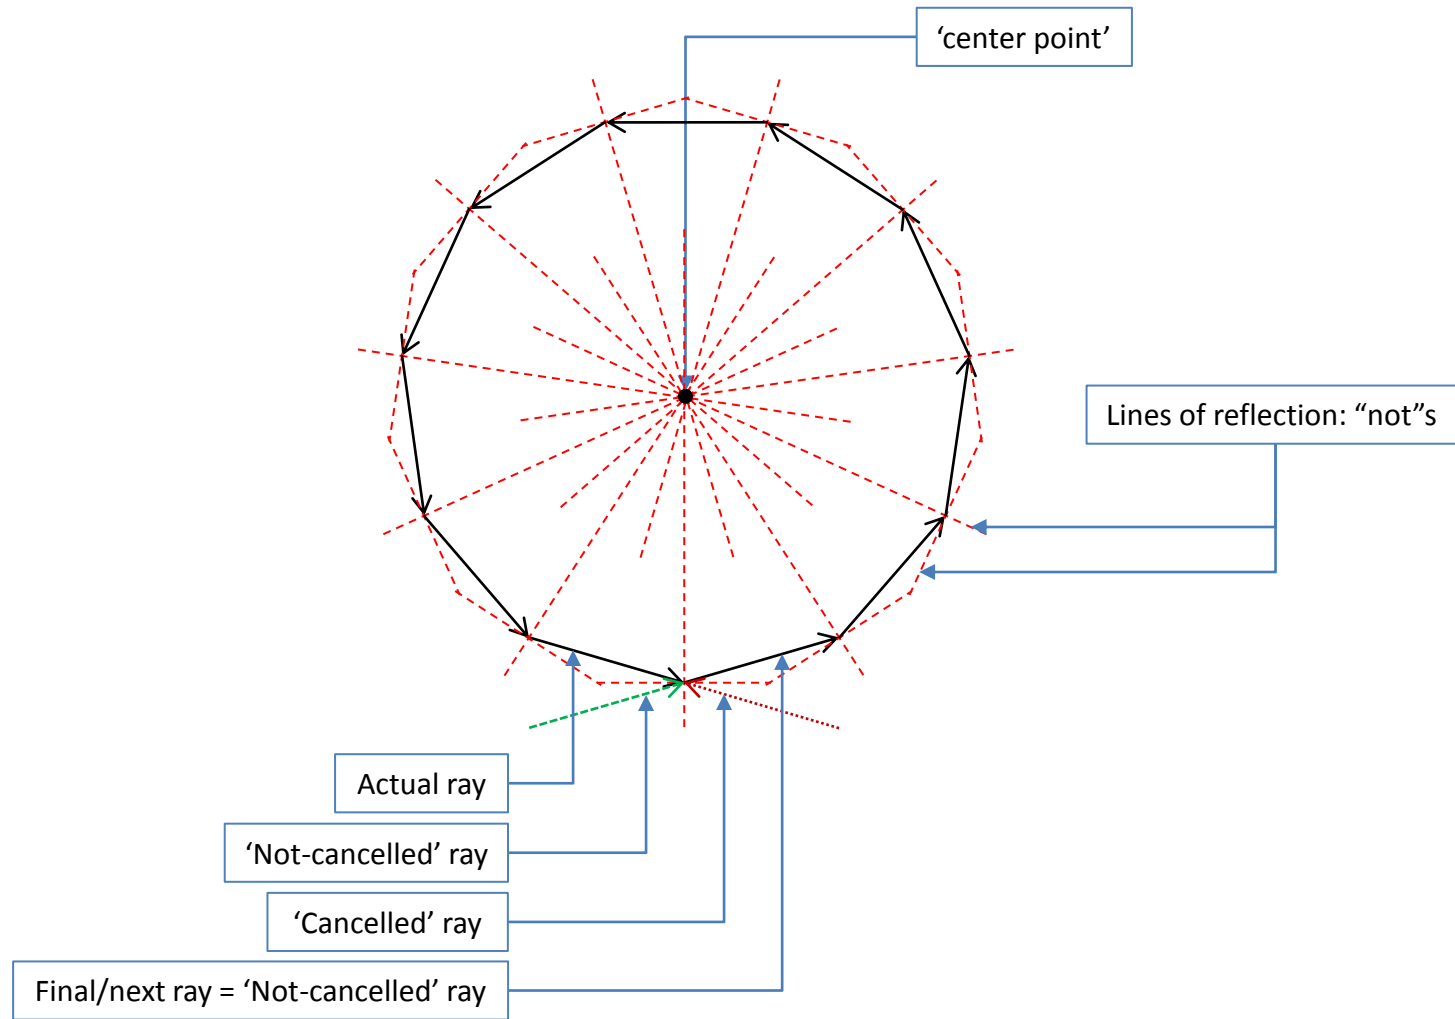 ‘center point’
Lines of reflection: “not”s
Actual ray
‘Not-cancelled’ ray
‘Cancelled’ ray
Final/next ray = ‘Not-cancelled’ ray